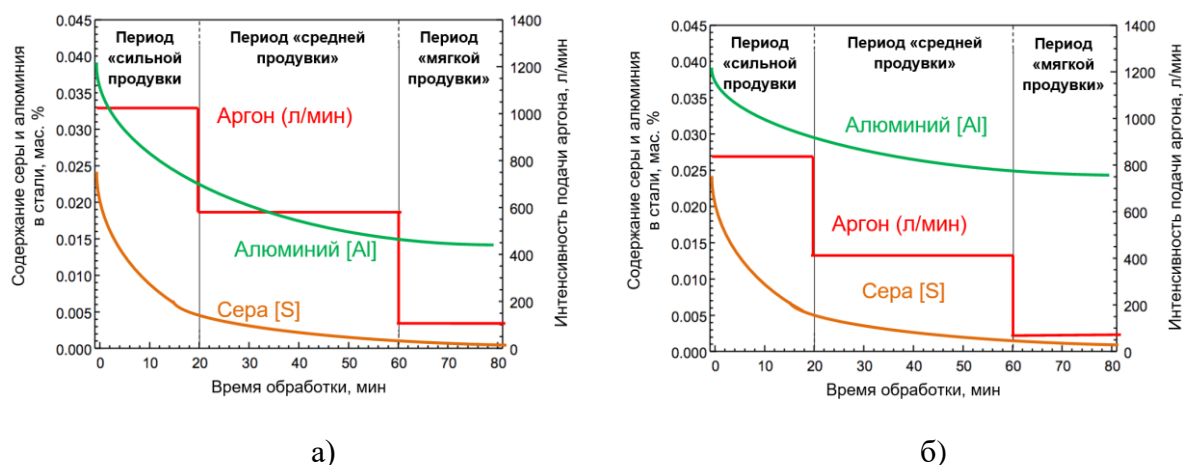 Содержание серы и алюминия
в стали, мас. %
0.045
0.040
0.035
0.030
0.025
0.020
0.015
0.010
0.005
0.000
Период
«сильной
продувки
Период «средней
продувки»
Период
«мягкой
продувки»
Аргон (л/мин)
Алюминий [Al]
Сера [S]
1400
1200
1000
800
600
400
200
0
Интенсивность подачи аргона, л/мин
0 10 20 30 40 50 60 70 80
Время обработки, мин
а)
Содержание серы и алюминия
в стали, мас. %
0.045
0.040
0.035
0.030
0.025
0.020
0.015
0.010
0.005
0.000
Период
«сильной
продувки
Период «средней
продувки»
Период
«мягкой
продувки»
Алюминий [Al]
Аргон (л/мин)
Сера [S]
1400
1200
1000
800
600
400
200
0
Интенсивность подачи аргона, л/мин
0 10 20 30 40 50 60 70 80
Время обработки, мин
б)